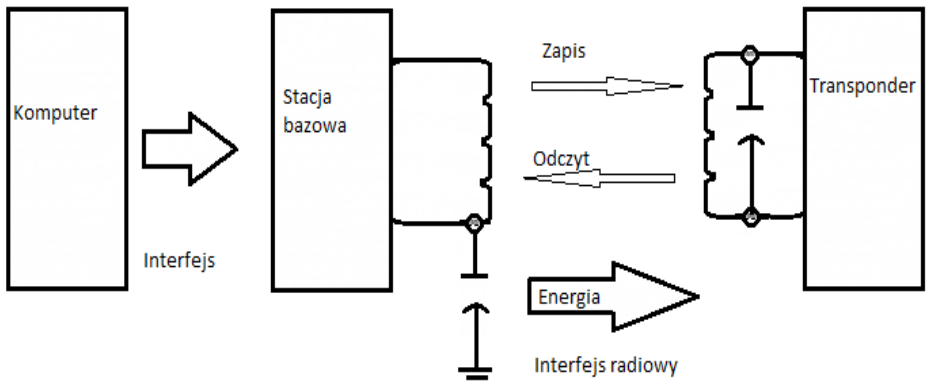 Komputer
Interfejs
Stacja
bazowa
Zapis
Odczyt
Energia
Interfejs radiowy
Transponder